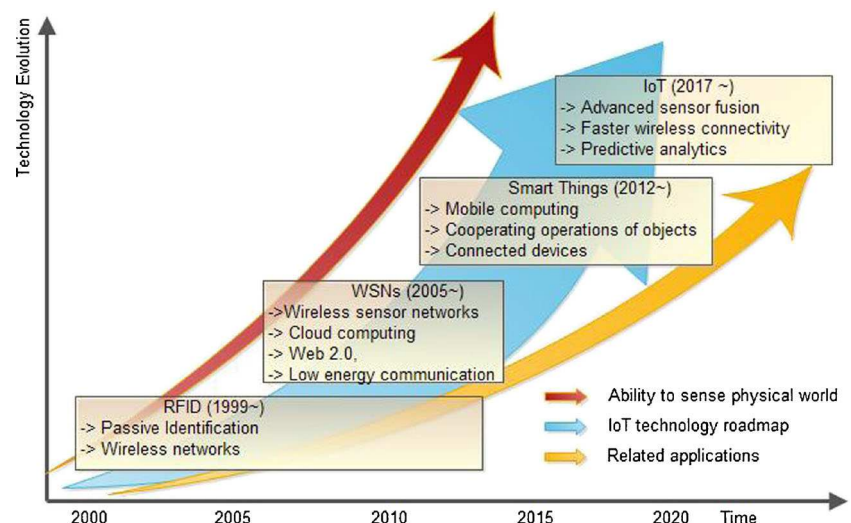 Technology Evolution
IoT (2017 ~)
-> Advanced sensor fusion
-> Faster wireless connectivity
-> Predictive analytics
Smart Things (2012~)
-> Mobile computing
-> Cooperating operations of objects
-> Connected devices
WSNs (2005~)
->Wireless sensor networks
-> Cloud computing
-> Web 2.0,
-> Low energy communication
RFID (1999~)
-> Passive Identification
-> Wireless networks
Ability to sense physical world
IoT technology roadmap
Related applications
2000 2005 2010 2015 2020 Time